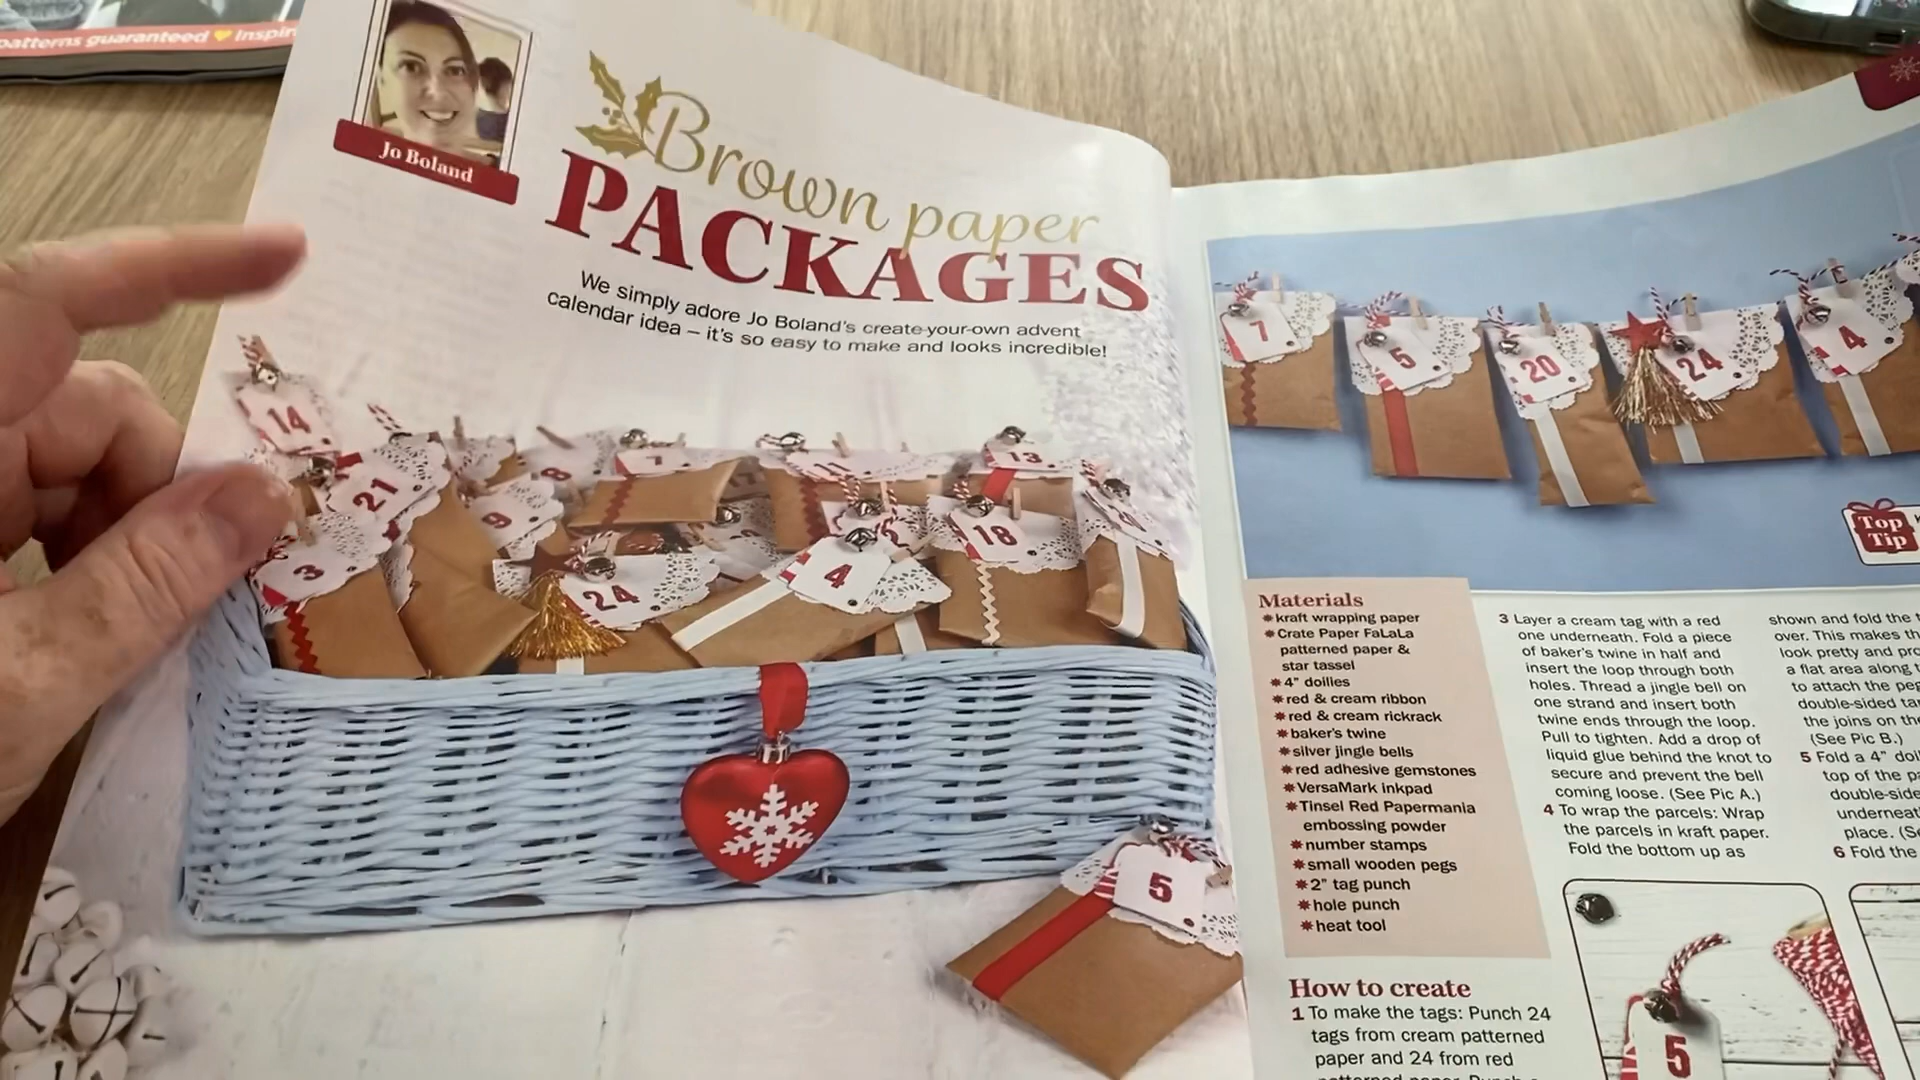 patterns guaranteed
Jo Boland
Brown paper
PACKAGES
We simply adore Jo Boland's create-your-own advent
calendar idea – it's so easy to make and looks incredible!
14
21
9
8
7
11
13
3
24
4
2
18
20
5
7
5
20
24
4
Top
Tip
Materials
kraft wrapping paper
Crate Paper FaLaLa
patterned paper &
star tassel
4" doilies
red & cream ribbon
red & cream rickrack
baker's twine
silver jingle bells
red adhesive gemstones
VersaMark inkpad
Tinsel Red Papermania
embossing powder
number stamps
small wooden pegs
2" tag punch
hole punch
heat tool
How to create
1 To make the tags: Punch 24
tags from cream patterned
paper and 24 from red
3 Layer a cream tag with a red
one underneath. Fold a piece
of baker's twine in half and
insert the loop through both
holes. Thread a jingle bell on
one strand and insert both
twine ends through the loop.
Pull to tighten. Add a drop of
liquid glue behind the knot to
secure and prevent the bell
coming loose. (See Pic A.)
4 To wrap the parcels: Wrap
the parcels in kraft paper.
Fold the bottom up as
shown and fold the
over. This makes
look pretty and
a flat area along
to attach the
double-sided
the joins on
(See Pic B.)
5 Fold a 4"
top of the
place.
6 Fold the
5